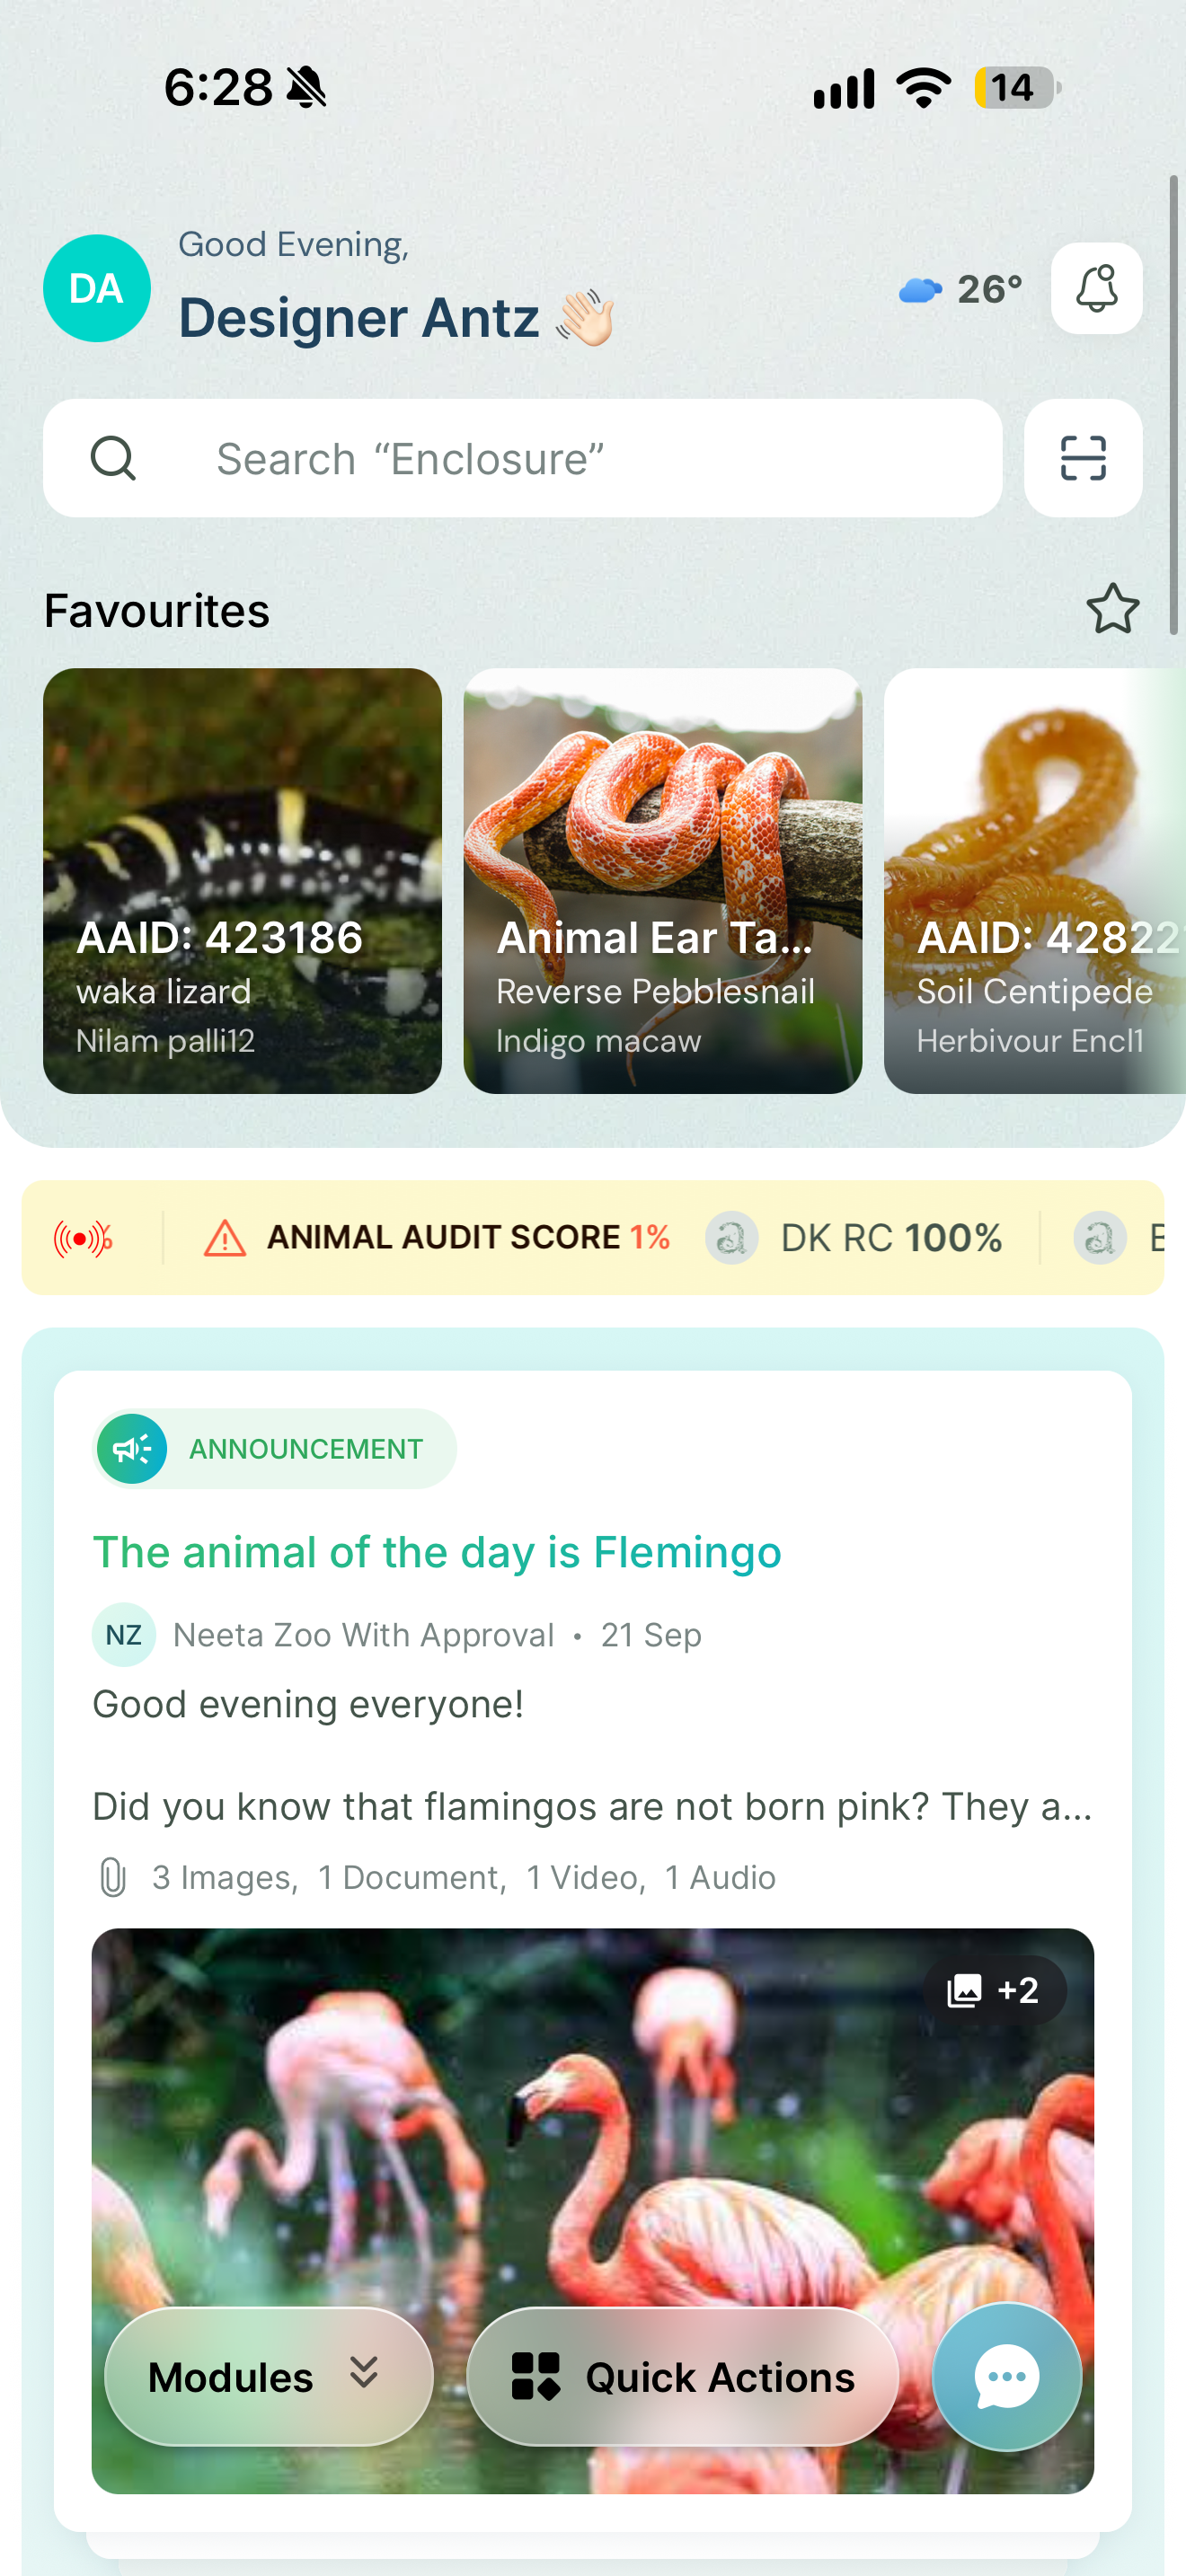 6:28
14
DA
Good Evening,
Designer Antz 👋🏻
26°
Search “Enclosure”
Favourites
AAID: 423186
waka lizard
Nilam palli12
Animal Ear Ta...
Reverse Pebblesnail
Indigo macaw
AAID: 42822
Soil Centipede
Herbivour Encl1
ANIMAL AUDIT SCORE 1%
DK RC 100%
ANNOUNCEMENT
The animal of the day is Flemingo
NZ Neeta Zoo With Approval • 21 Sep
Good evening everyone!
Did you know that flamingos are not born pink? They a...
3 Images, 1 Document, 1 Video, 1 Audio
+2
Modules
Quick Actions